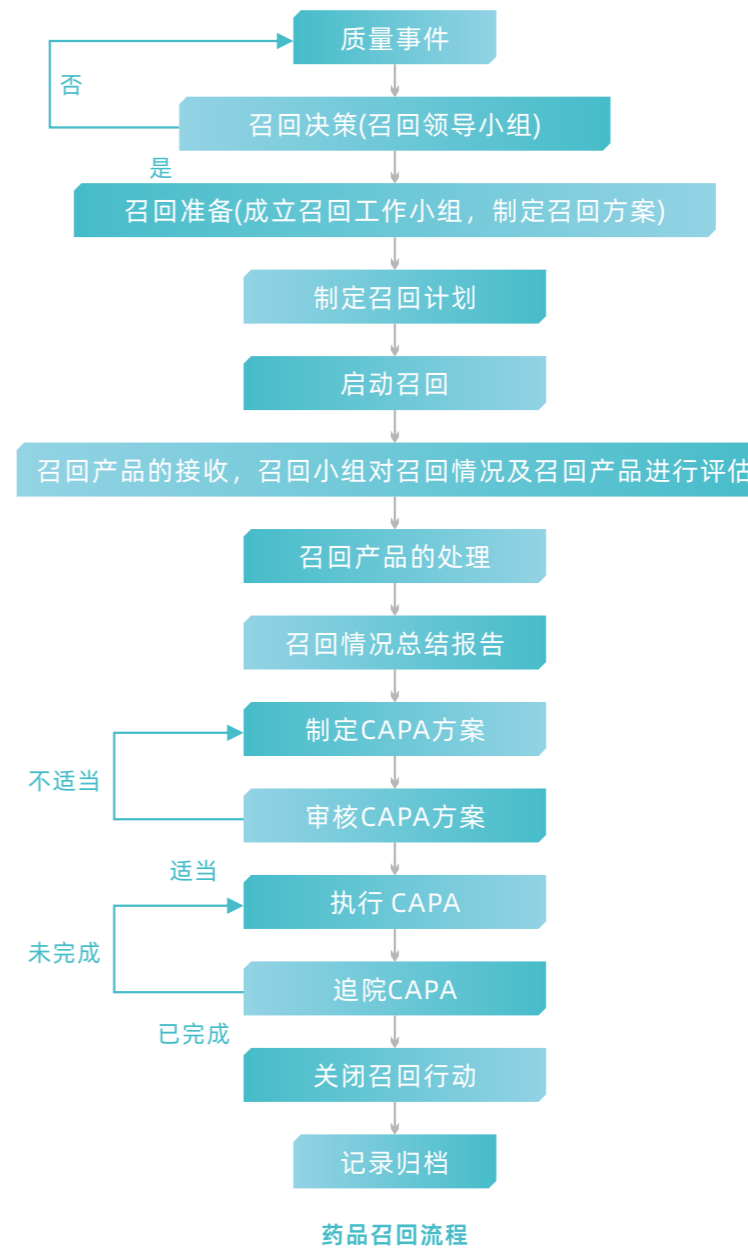 质量事件
否
召回决策(召回领导小组)
是
召回准备(成立召回工作小组，制定召回方案)
制定召回计划
启动召回
召回产品的接收，召回小组对召回情况及召回产品进行评估
召回产品的处理
召回情况总结报告
制定CAPA方案
不适当
审核CAPA方案
适当
执行 CAPA
未完成
追院CAPA
已完成
关闭召回行动
记录归档
药品召回流程